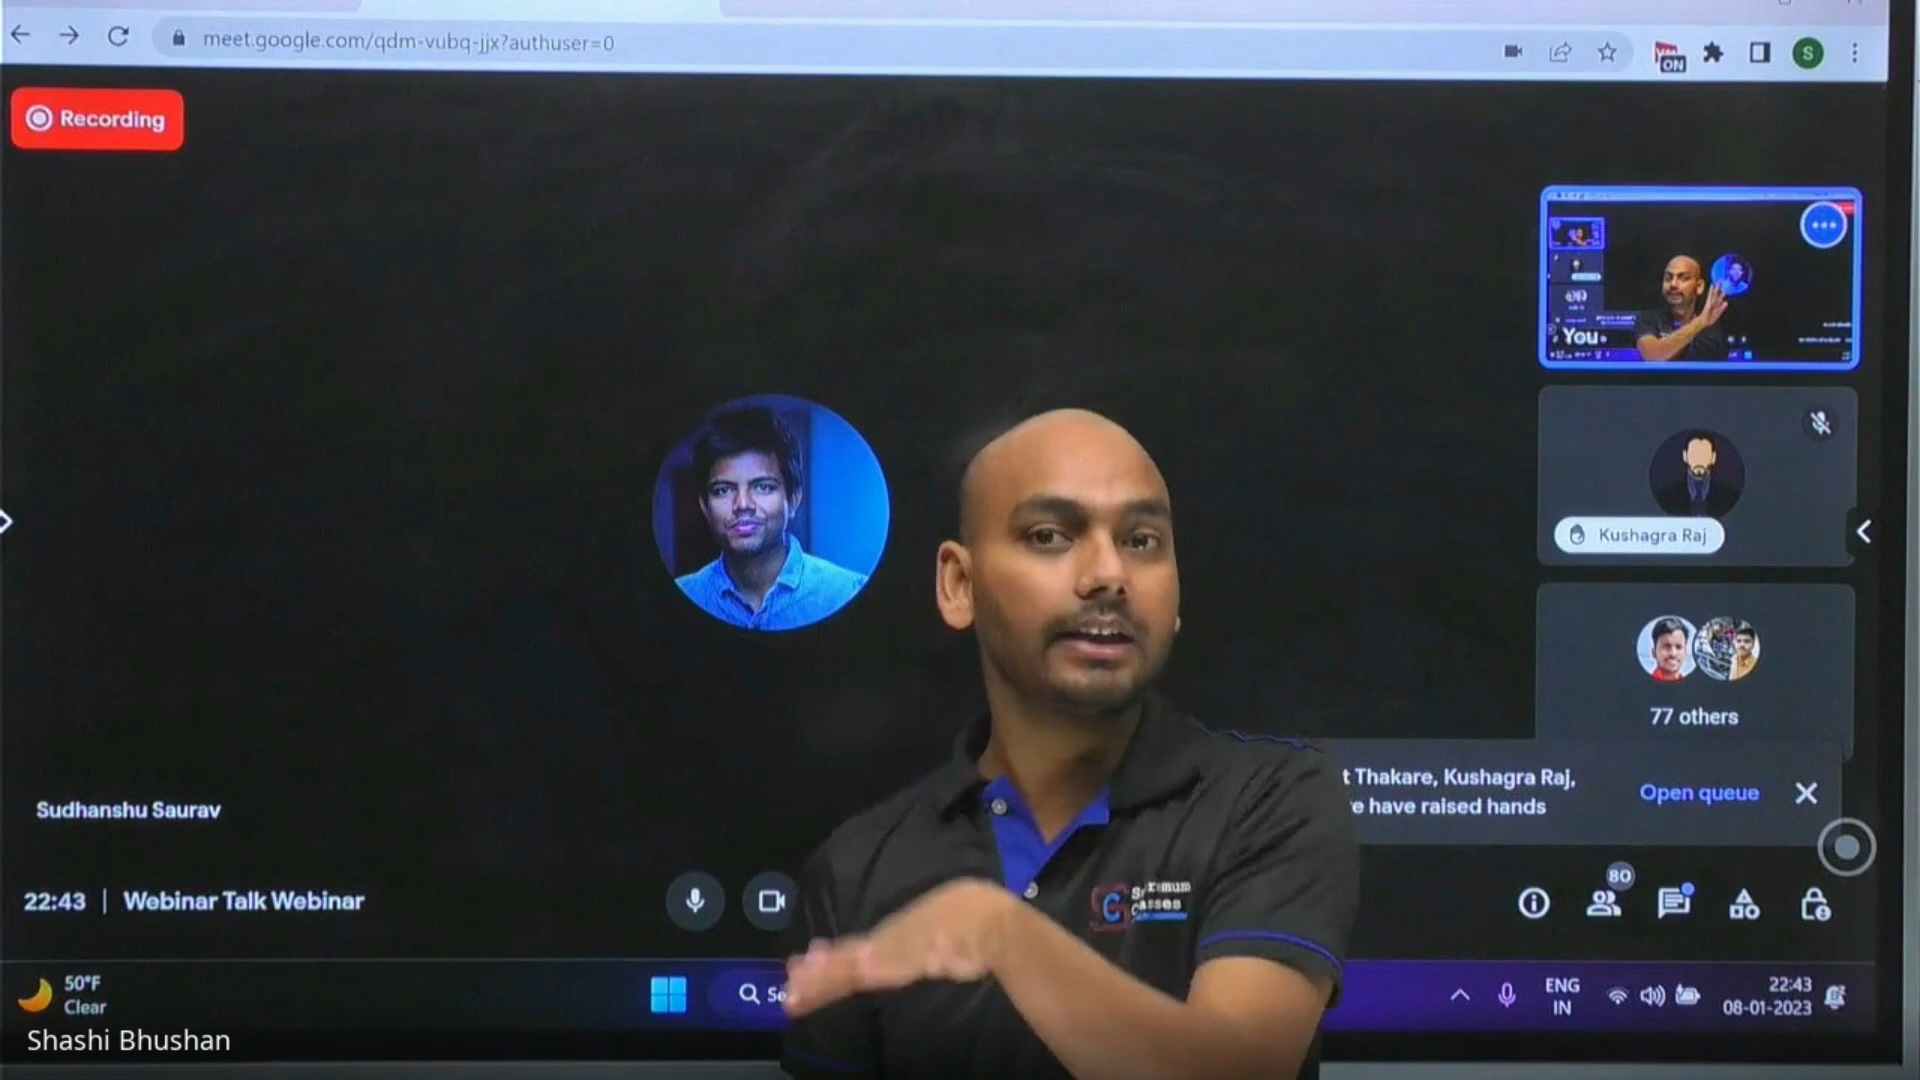 meet.google.com/qdm-vubq-jjx?authuser=0
ON
S
Recording
You
Kushagra Raj
77 others
t Thakare, Kushagra Raj,
e have raised hands
Open queue
Sudhanshu Saurav
22:43 | Webinar Talk Webinar
80
50°F
Clear
Se
ENG
IN
22:43
08-01-2023
Shashi Bhushan